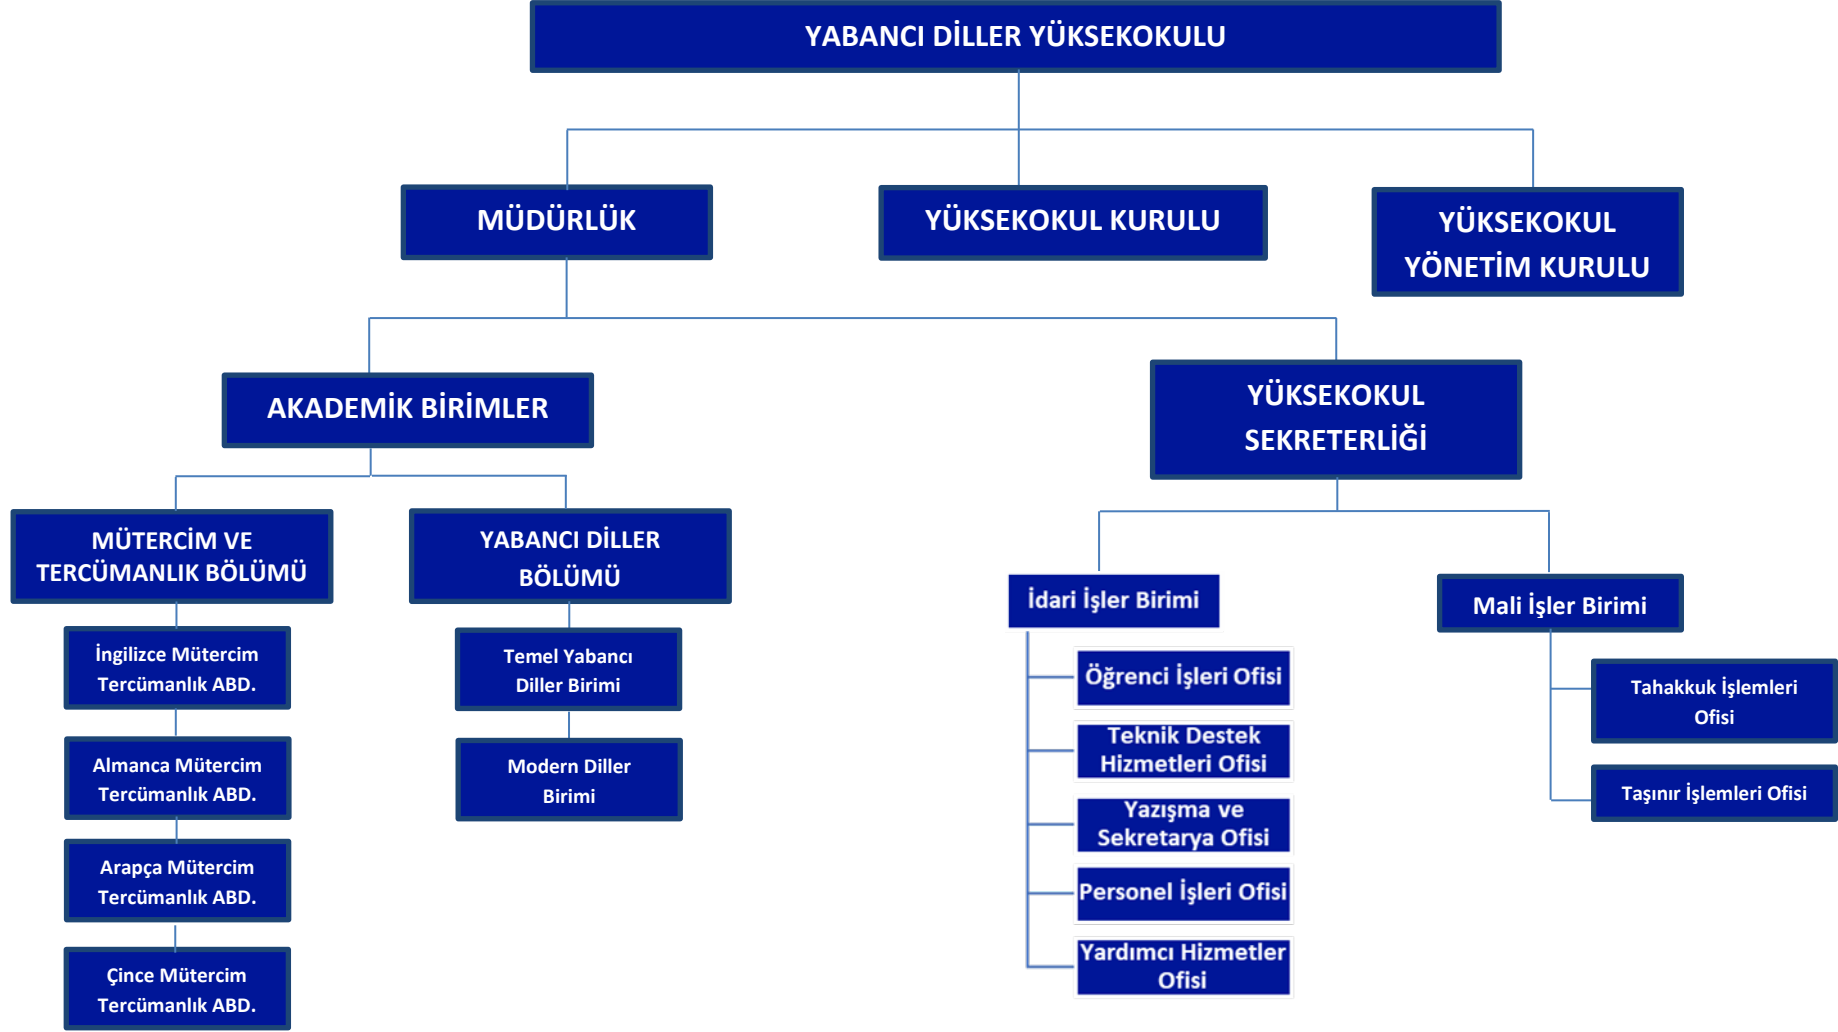 YABANCI DİLLER YÜKSEKOKULU
MÜDÜRLÜK
YÜKSEKOKUL KURULU
YÜKSEKOKUL
YÖNETİM KURULU
AKADEMİK BİRİMLER
YÜKSEKOKUL
SEKRETERLİĞİ
MÜTERCİM VE
TERCÜMANLIK BÖLÜMÜ
YABANCI DİLLER
BÖLÜMÜ
İngilizce Mütercim
Tercümanlık ABD.
Almanca Mütercim
Tercümanlık ABD.
Arapça Mütercim
Tercümanlık ABD.
Çince Mütercim
Tercümanlık ABD.
Temel Yabancı
Diller Birimi
Modern Diller
Birimi
İdari İşler Birimi
Öğrenci İşleri Ofisi
Teknik Destek
Hizmetleri Ofisi
Yazışma ve
Sekretarya Ofisi
Personel İşleri Ofisi
Yardımcı Hizmetler
Ofisi
Mali İşler Birimi
Tahakkuk İşlemleri
Ofisi
Taşınır İşlemleri Ofisi